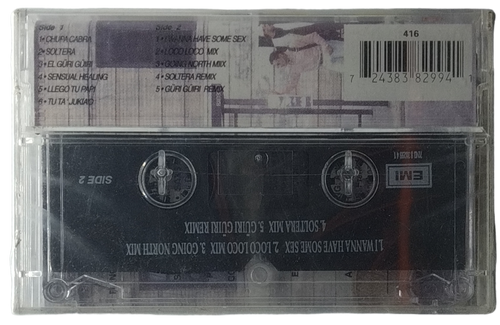 Side 1
1• CHUPA CABRA
2• SOLTERA
3• EL GÜRI GÜIRI
4• SENSUAL HEALING
5• LLEGO TU PAPI
6• TU TA' JUKIAO
Side 2
1• I WANNA HAVE SOME SEX
2• LOCO LOCO MIX
3• GOING NORTH MIX
4• SOLTERA REMIX
5• GÜRI GÜIRI REMIX
416
7 24383 82994
EMI
SIDE 2
1.I WANNA HAVE SOME SEX 2. LOCO LOCO MIX 3. GOING NORTH MIX
4. SOLTERA MIX 5. GÜIRI GÜIRI REMIX